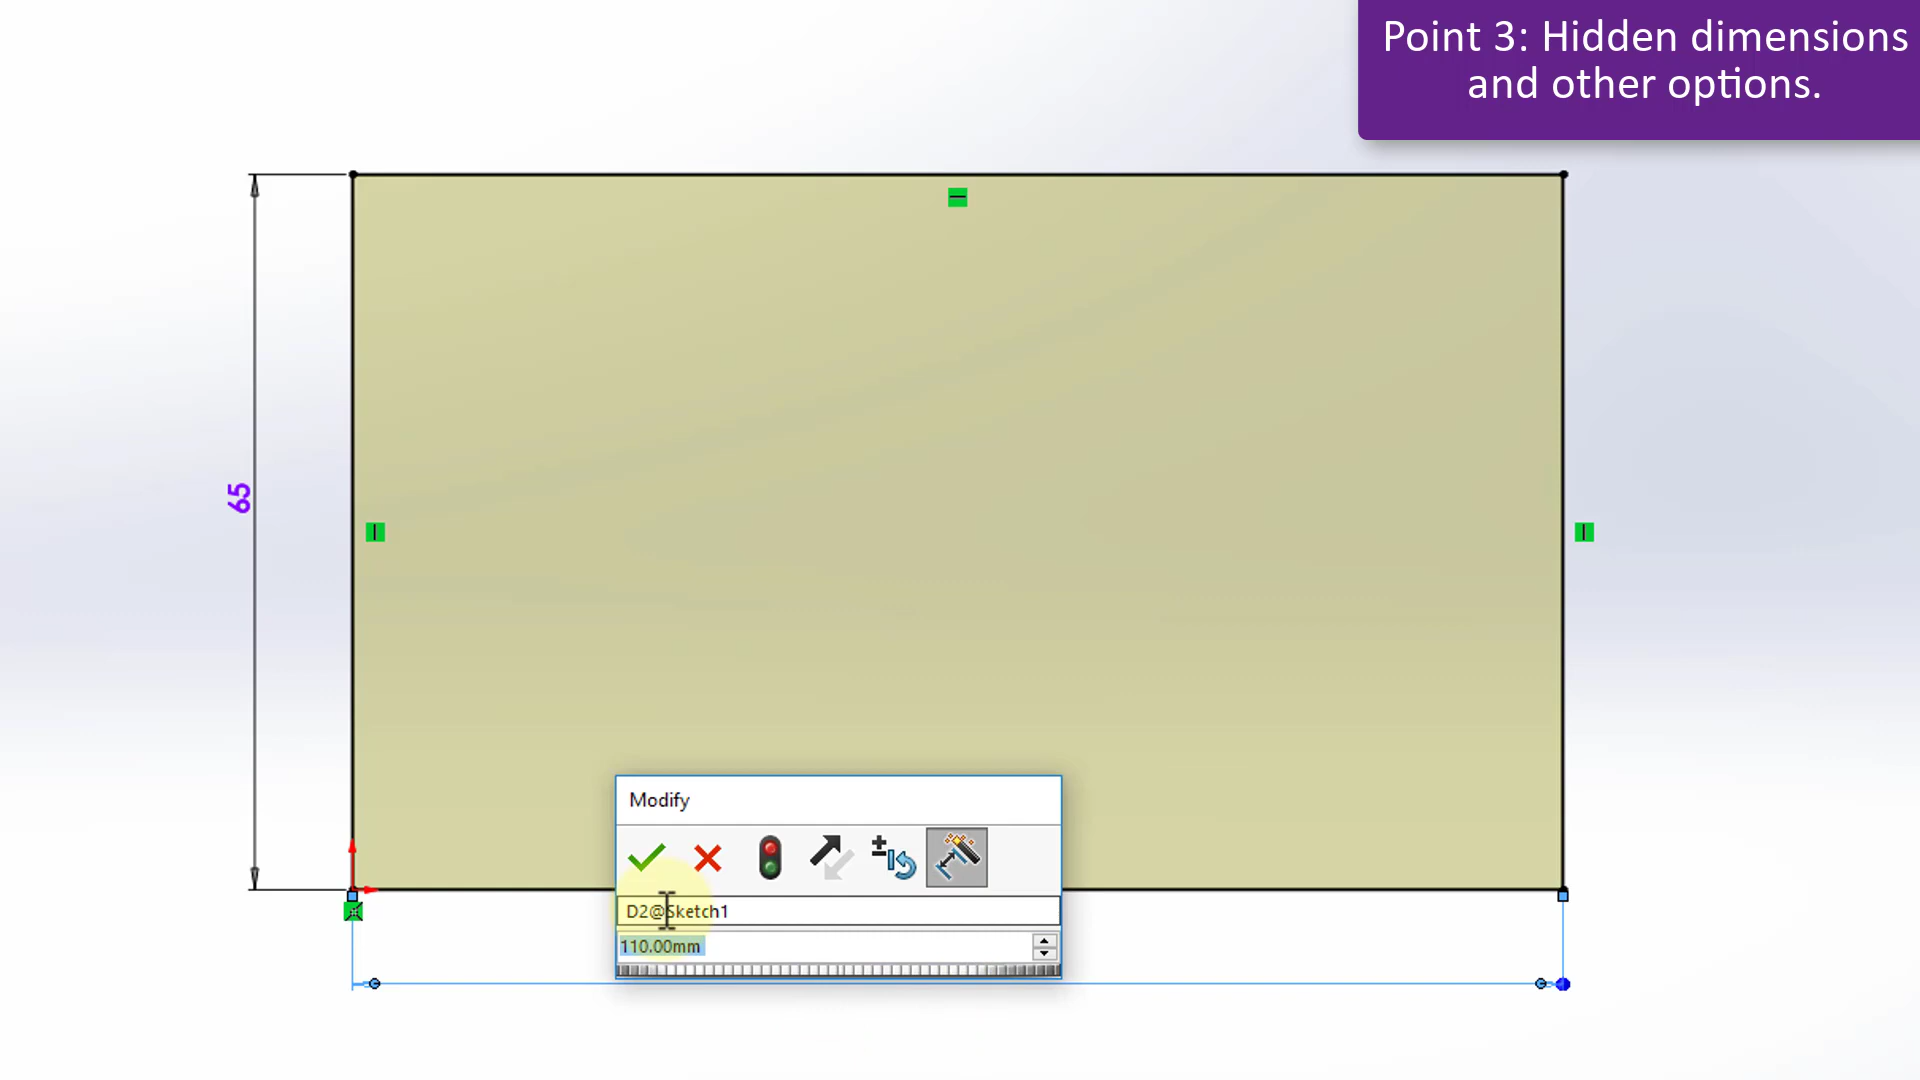 Point 3: Hidden dimensions
and other options.
65
Modify
D2@Sketch1
110.00mm